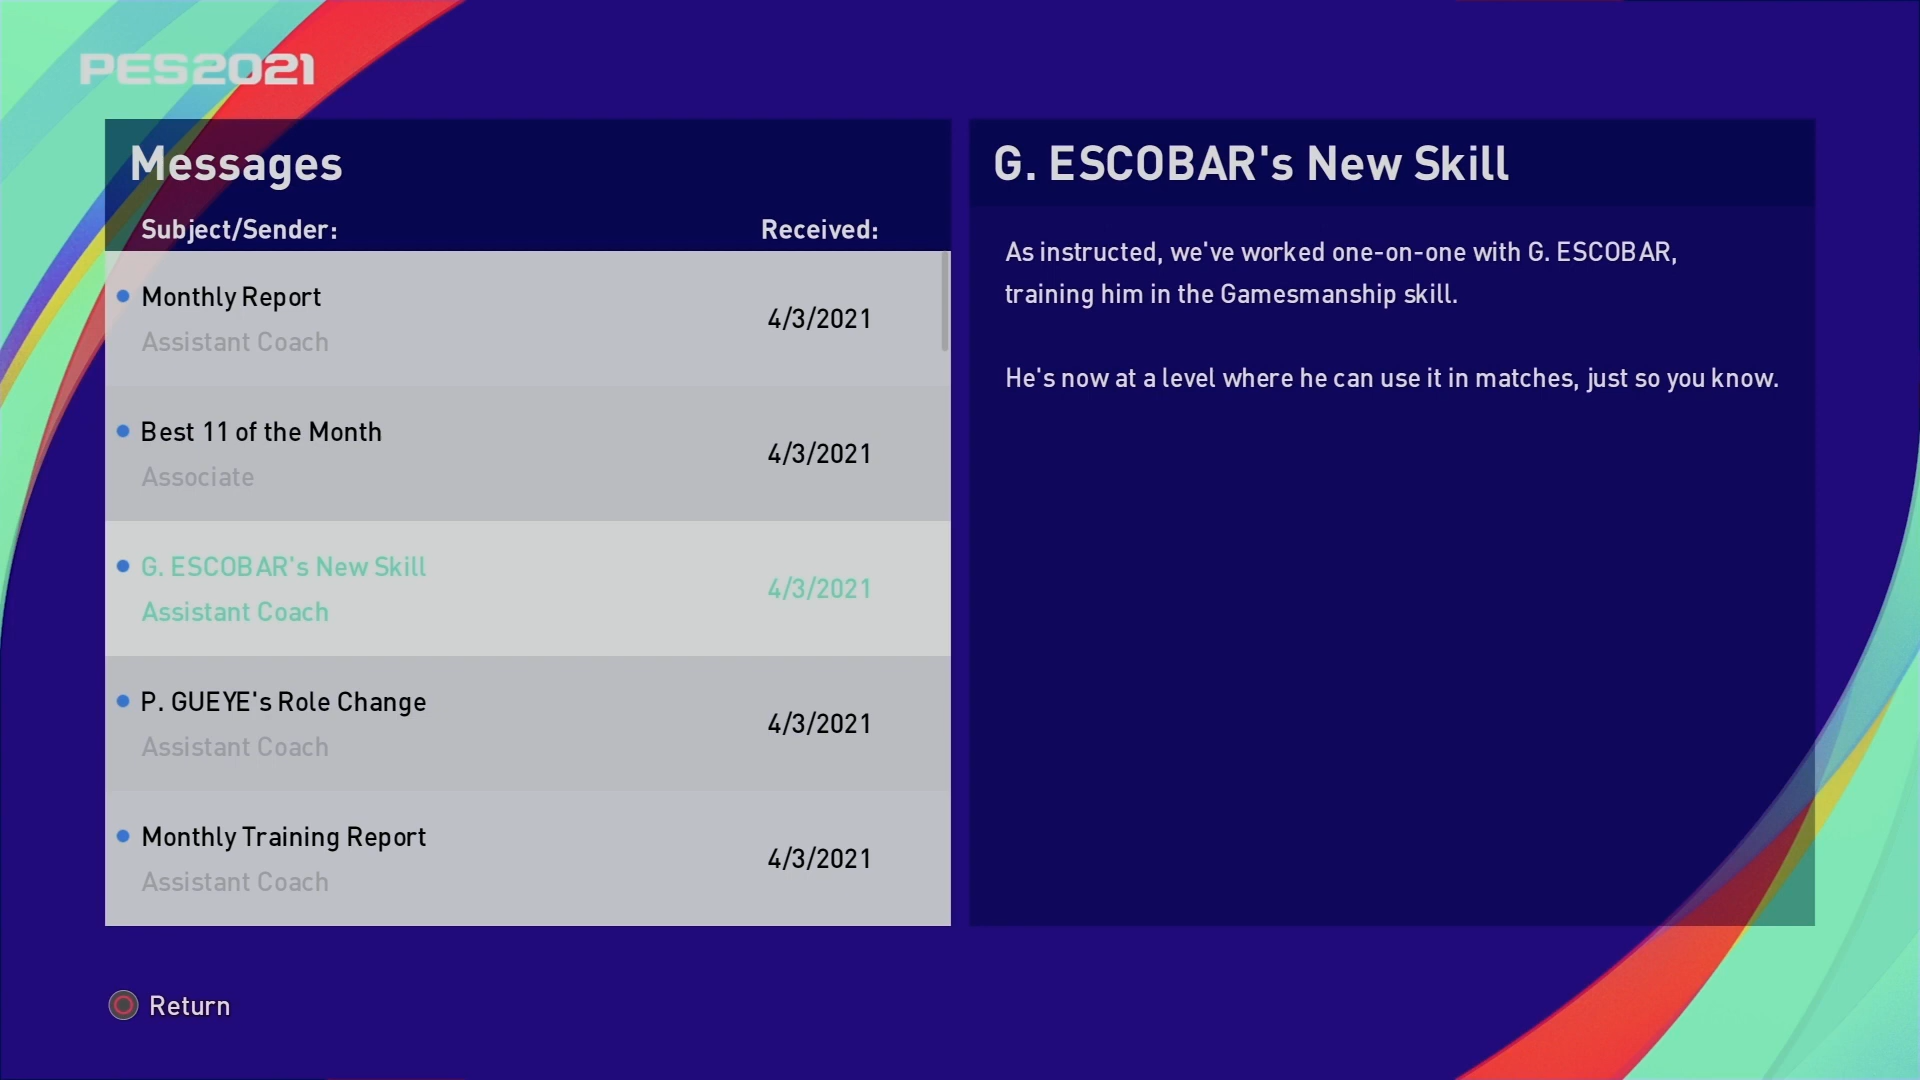 PES2021
Messages
Subject/Sender: Received:
Monthly Report
4/3/2021
Assistant Coach
Best 11 of the Month
4/3/2021
Associate
G. ESCOBAR's New Skill
4/3/2021
Assistant Coach
P. GUEYE's Role Change
4/3/2021
Assistant Coach
Monthly Training Report
4/3/2021
Assistant Coach
G. ESCOBAR's New Skill
As instructed, we've worked one-on-one with G. ESCOBAR,
training him in the Gamesmanship skill.
He's now at a level where he can use it in matches, just so you know.
Return